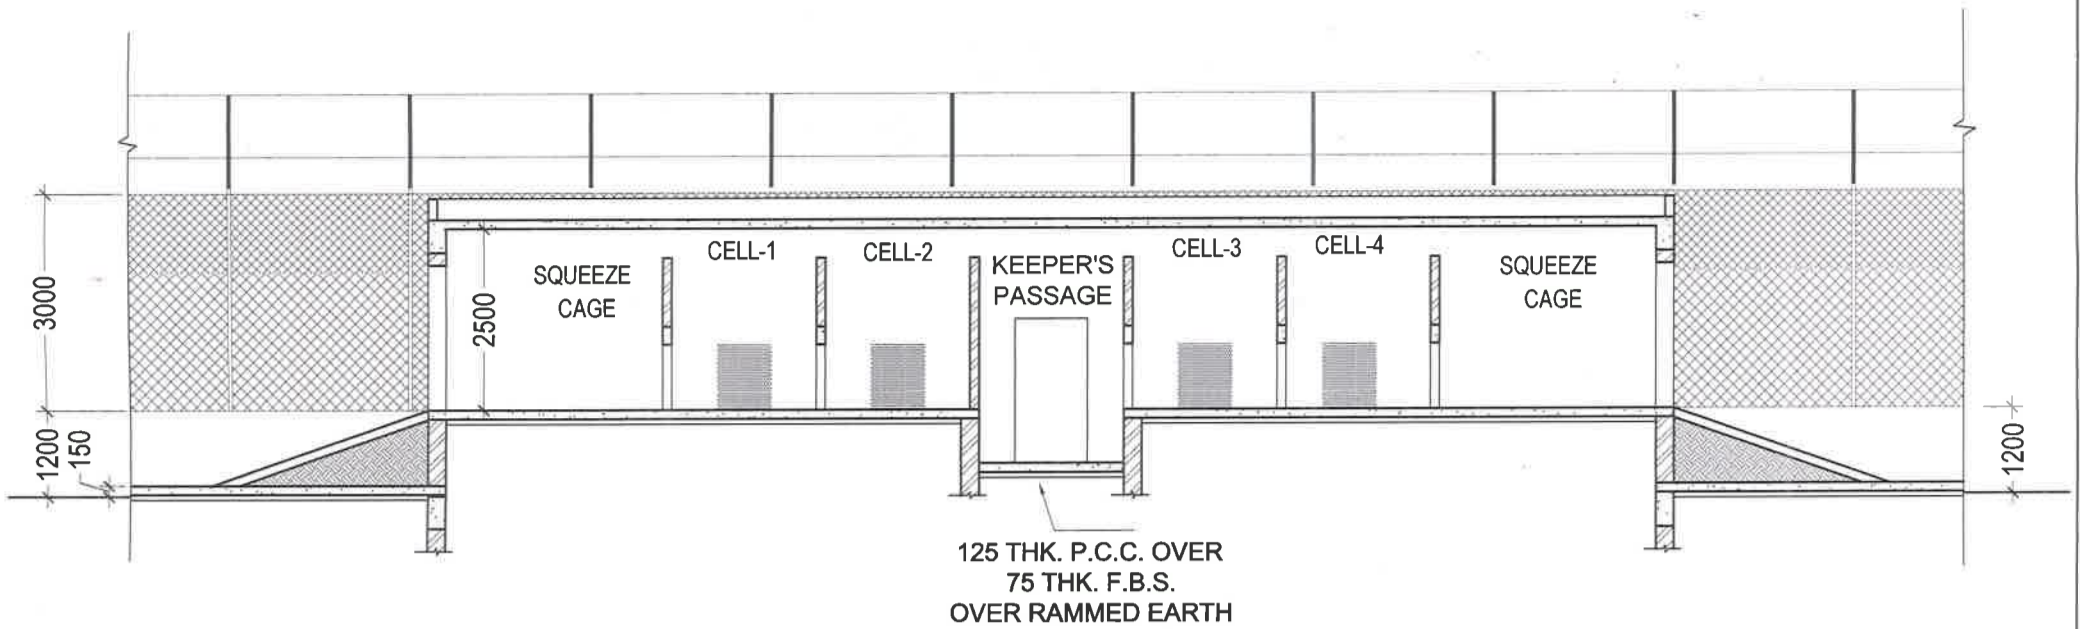 CELL-1
CELL-2
CELL-3
CELL-4
SQUEEZE
CAGE
KEEPER'S
PASSAGE
SQUEEZE
CAGE
3000
2500
1200
150
1200
125 THK. P.C.C. OVER
75 THK. F.B.S.
OVER RAMMED EARTH